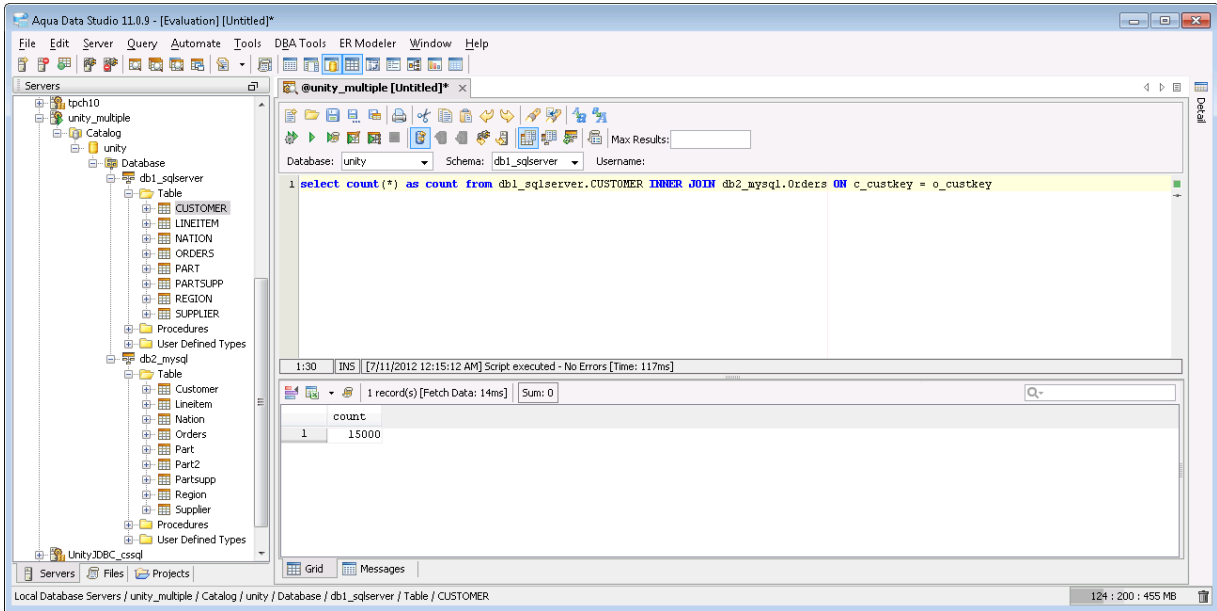 Aqua Data Studio 11.0.9 - [Evaluation] [Untitled]*
File Edit Server Query Automate Tools DBA Tools ER Modeler Window Help
Servers
tpch10
unity_multiple
Catalog
unity
Database
db1_sqlserver
Table
CUSTOMER
LINEITEM
NATION
ORDERS
PART
PARTSUPP
REGION
SUPPLIER
Procedures
User Defined Types
db2_mysql
Table
Customer
Lineitem
Nation
Orders
Part
Part2
Partsupp
Region
Supplier
Procedures
User Defined Types
UnityJDBC_cssql
Servers Files Projects
@unity_multiple [Untitled]*
Max Results:
Database: unity Schema: db1_sqlserver Username:
1 select count(*) as count from db1_sqlserver.CUSTOMER INNER JOIN db2_mysql.Orders ON c_custkey = o_custkey
1:30 INS [7/11/2012 12:15:12 AM] Script executed - No Errors [Time: 117ms]
1 record(s) [Fetch Data: 14ms] Sum: 0
count
1 15000
Grid Messages
Detail
Local Database Servers / unity_multiple / Catalog / unity / Database / db1_sqlserver / Table / CUSTOMER
124 : 200 : 455 MB